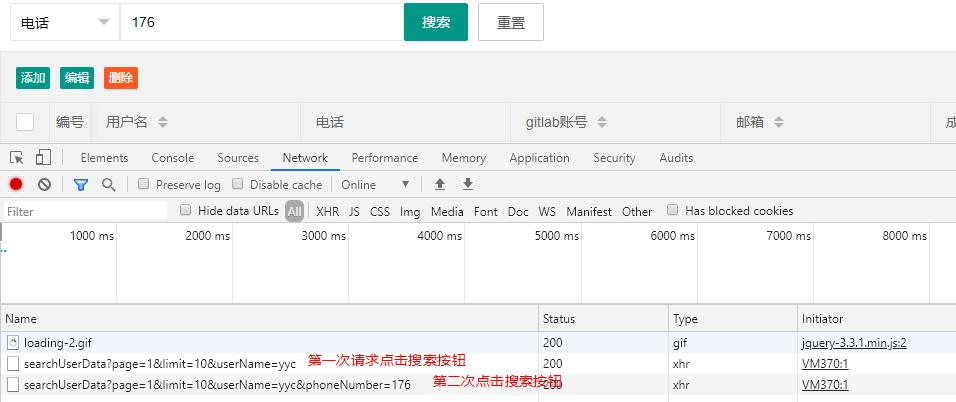 电话 176 搜索 重置
添加 编辑 删除
编号 用户名 电话 gitlab账号 邮箱
Elements Console Sources Network Performance Memory Application Security Audits
Preserve log Disable cache Online
Filter Hide data URLs All XHR JS CSS Img Media Font Doc WS Manifest Other Has blocked cookies
1000 ms 2000 ms 3000 ms 4000 ms 5000 ms 6000 ms 7000 ms 8000 ms
Name Status Type Initiator
loading-2.gif 200 gif jquery-3.3.1.min.js:2
searchUserData?page=1&limit=10&userName=yyc 第一次请求点击搜索按钮 200 xhr VM370:1
searchUserData?page=1&limit=10&userName=yyc&phoneNumber=176 第二次点击搜索按钮 200 xhr VM370:1